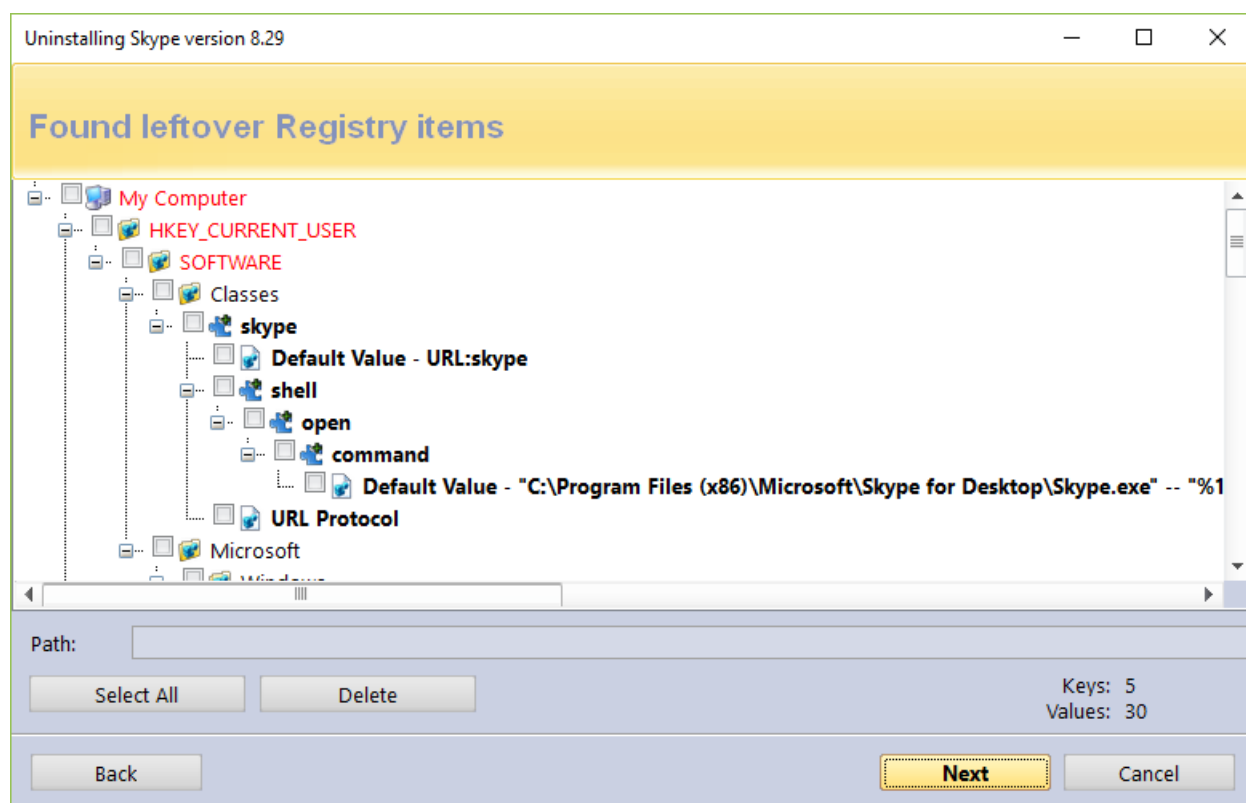 Uninstalling Skype version 8.29
Found leftover Registry items
My Computer
HKEY_CURRENT_USER
SOFTWARE
Classes
skype
Default Value - URL:skype
shell
open
command
Default Value - "C:\Program Files (x86)\Microsoft\Skype for Desktop\Skype.exe" -- "%1
URL Protocol
Microsoft
Windows
Path:
Select All Delete Keys: 5
Values: 30
Back Next Cancel